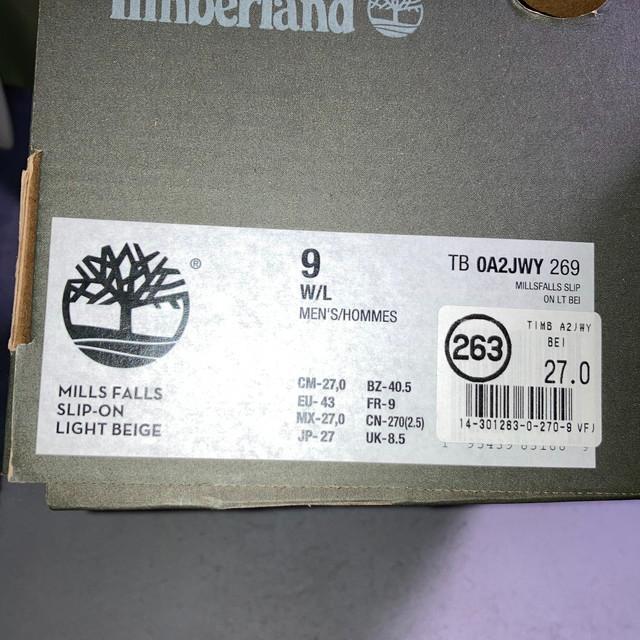 Timberland
®
9
W/L
MEN'S/HOMMES
TB 0A2JWY 269
MILLSFALLS SLIP
ON LT BEI
MILLS FALLS
SLIP-ON
LIGHT BEIGE
CM-27,0 BZ-40.5
EU-43 FR-9
MX-27,0 CN-270(2.5)
JP-27 UK-8.5
263
TIMB A2JWY
BEI
27.0
14-301263-0-270-9 VFJ